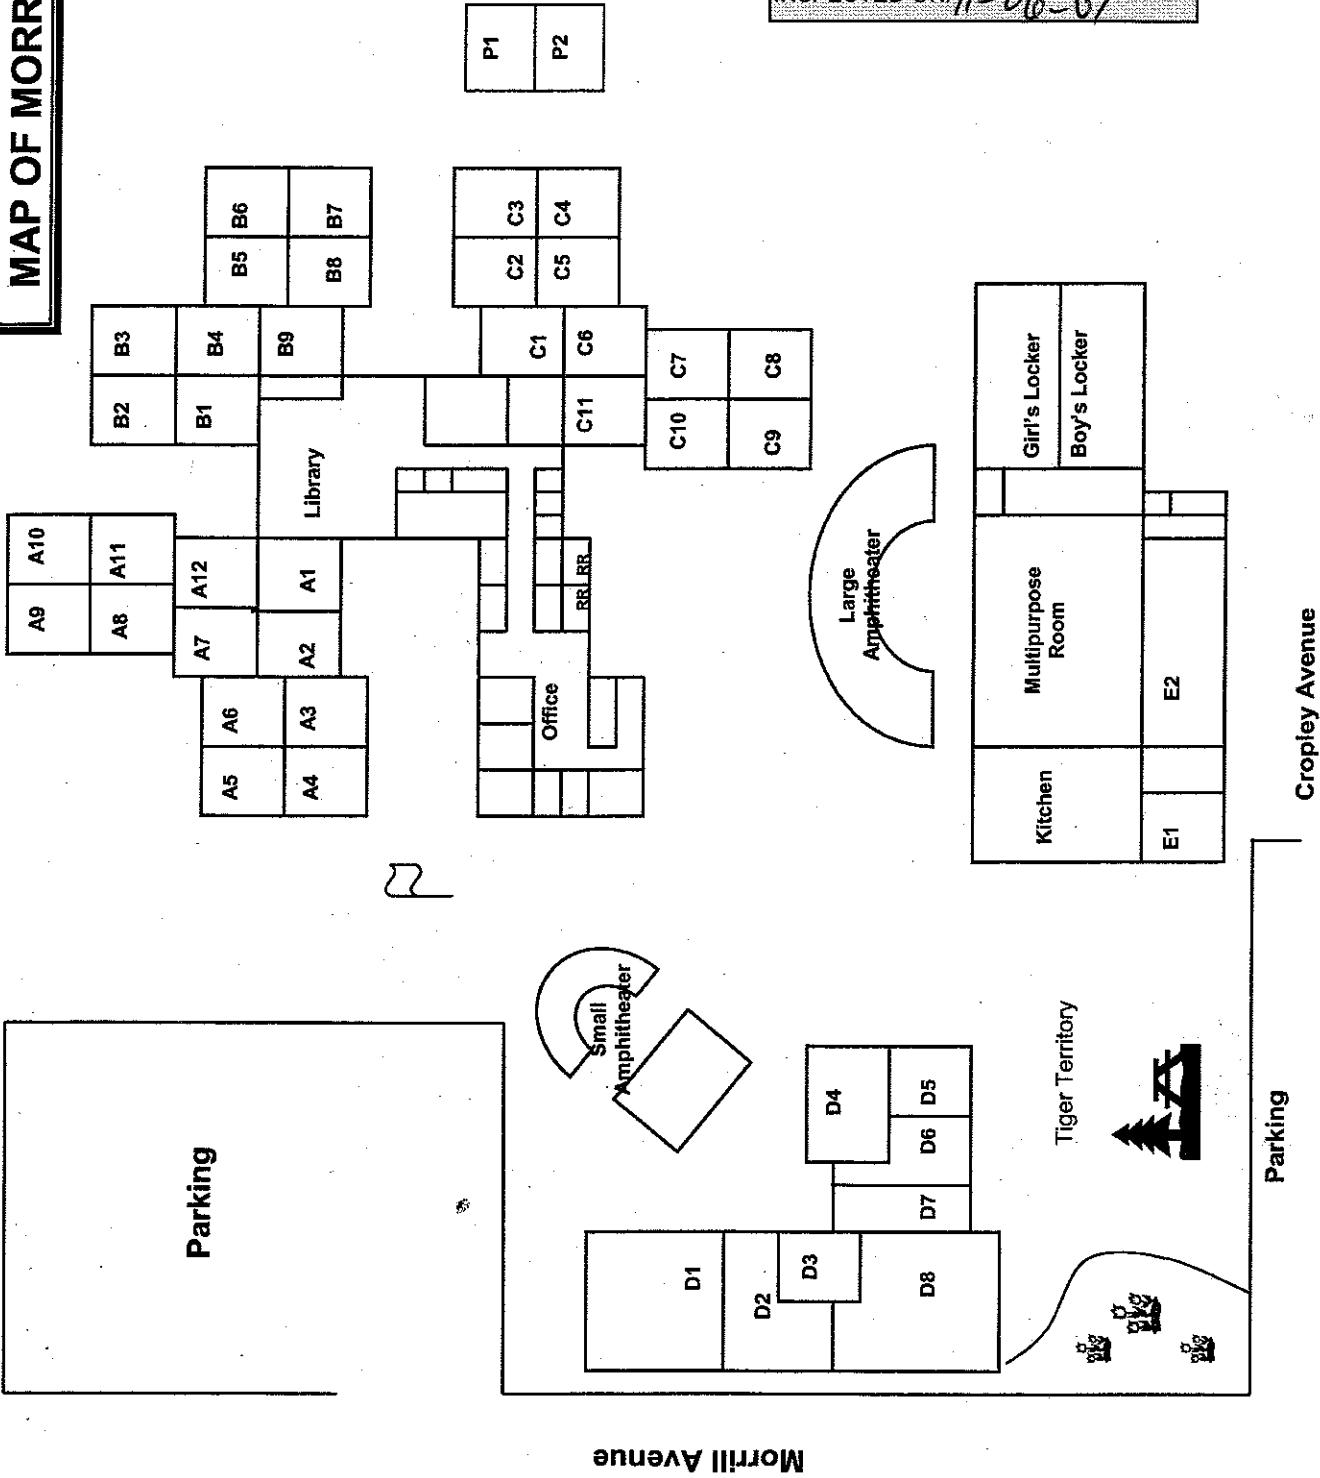 MAP OF MORR
P1
P2
B6
B7
B5
B8
B3
B4
B9
B2
B1
C3
C4
C2
C5
C1
C6
C7
C8
C11
C10
C9
Library
A10
A11
A12
A1
A9
A8
A7
A2
A6
A3
A5
A4
RR
RR
Office
Large
Amphitheater
Girl's Locker
Boy's Locker
Multipurpose
Room
E2
Kitchen
E1
Cropley Avenue
Small
Amphitheater
Parking
D4
D5
D6
D7
D1
D2
D3
D8
Tiger Territory
Parking
Morrill Avenue